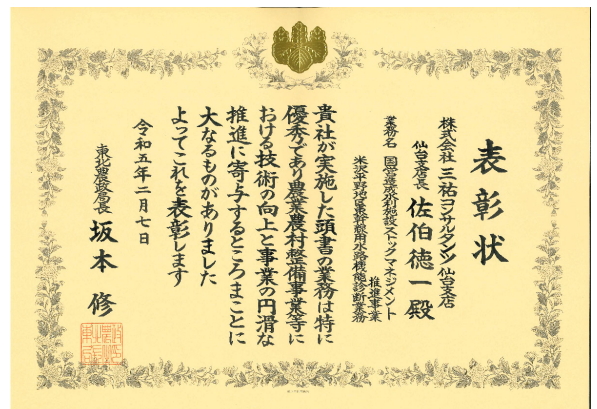 表彰状
株式会社 三祐コンサルタンツ 仙台支店
仙台支店長 佐伯徳一殿
業務名 国営造成水利施設ストックマネジメント
推進事業
米沢平野地区幹線用水路機能診断業務
貴社が実施した頭書の業務は特に
優秀であり農業農村整備事業等に
おける技術の向上と事業の円滑な
推進に寄与するところまことに
大なるものがありました
よってこれを表彰します
令和五年二月七日
東北農政局長 坂本 修